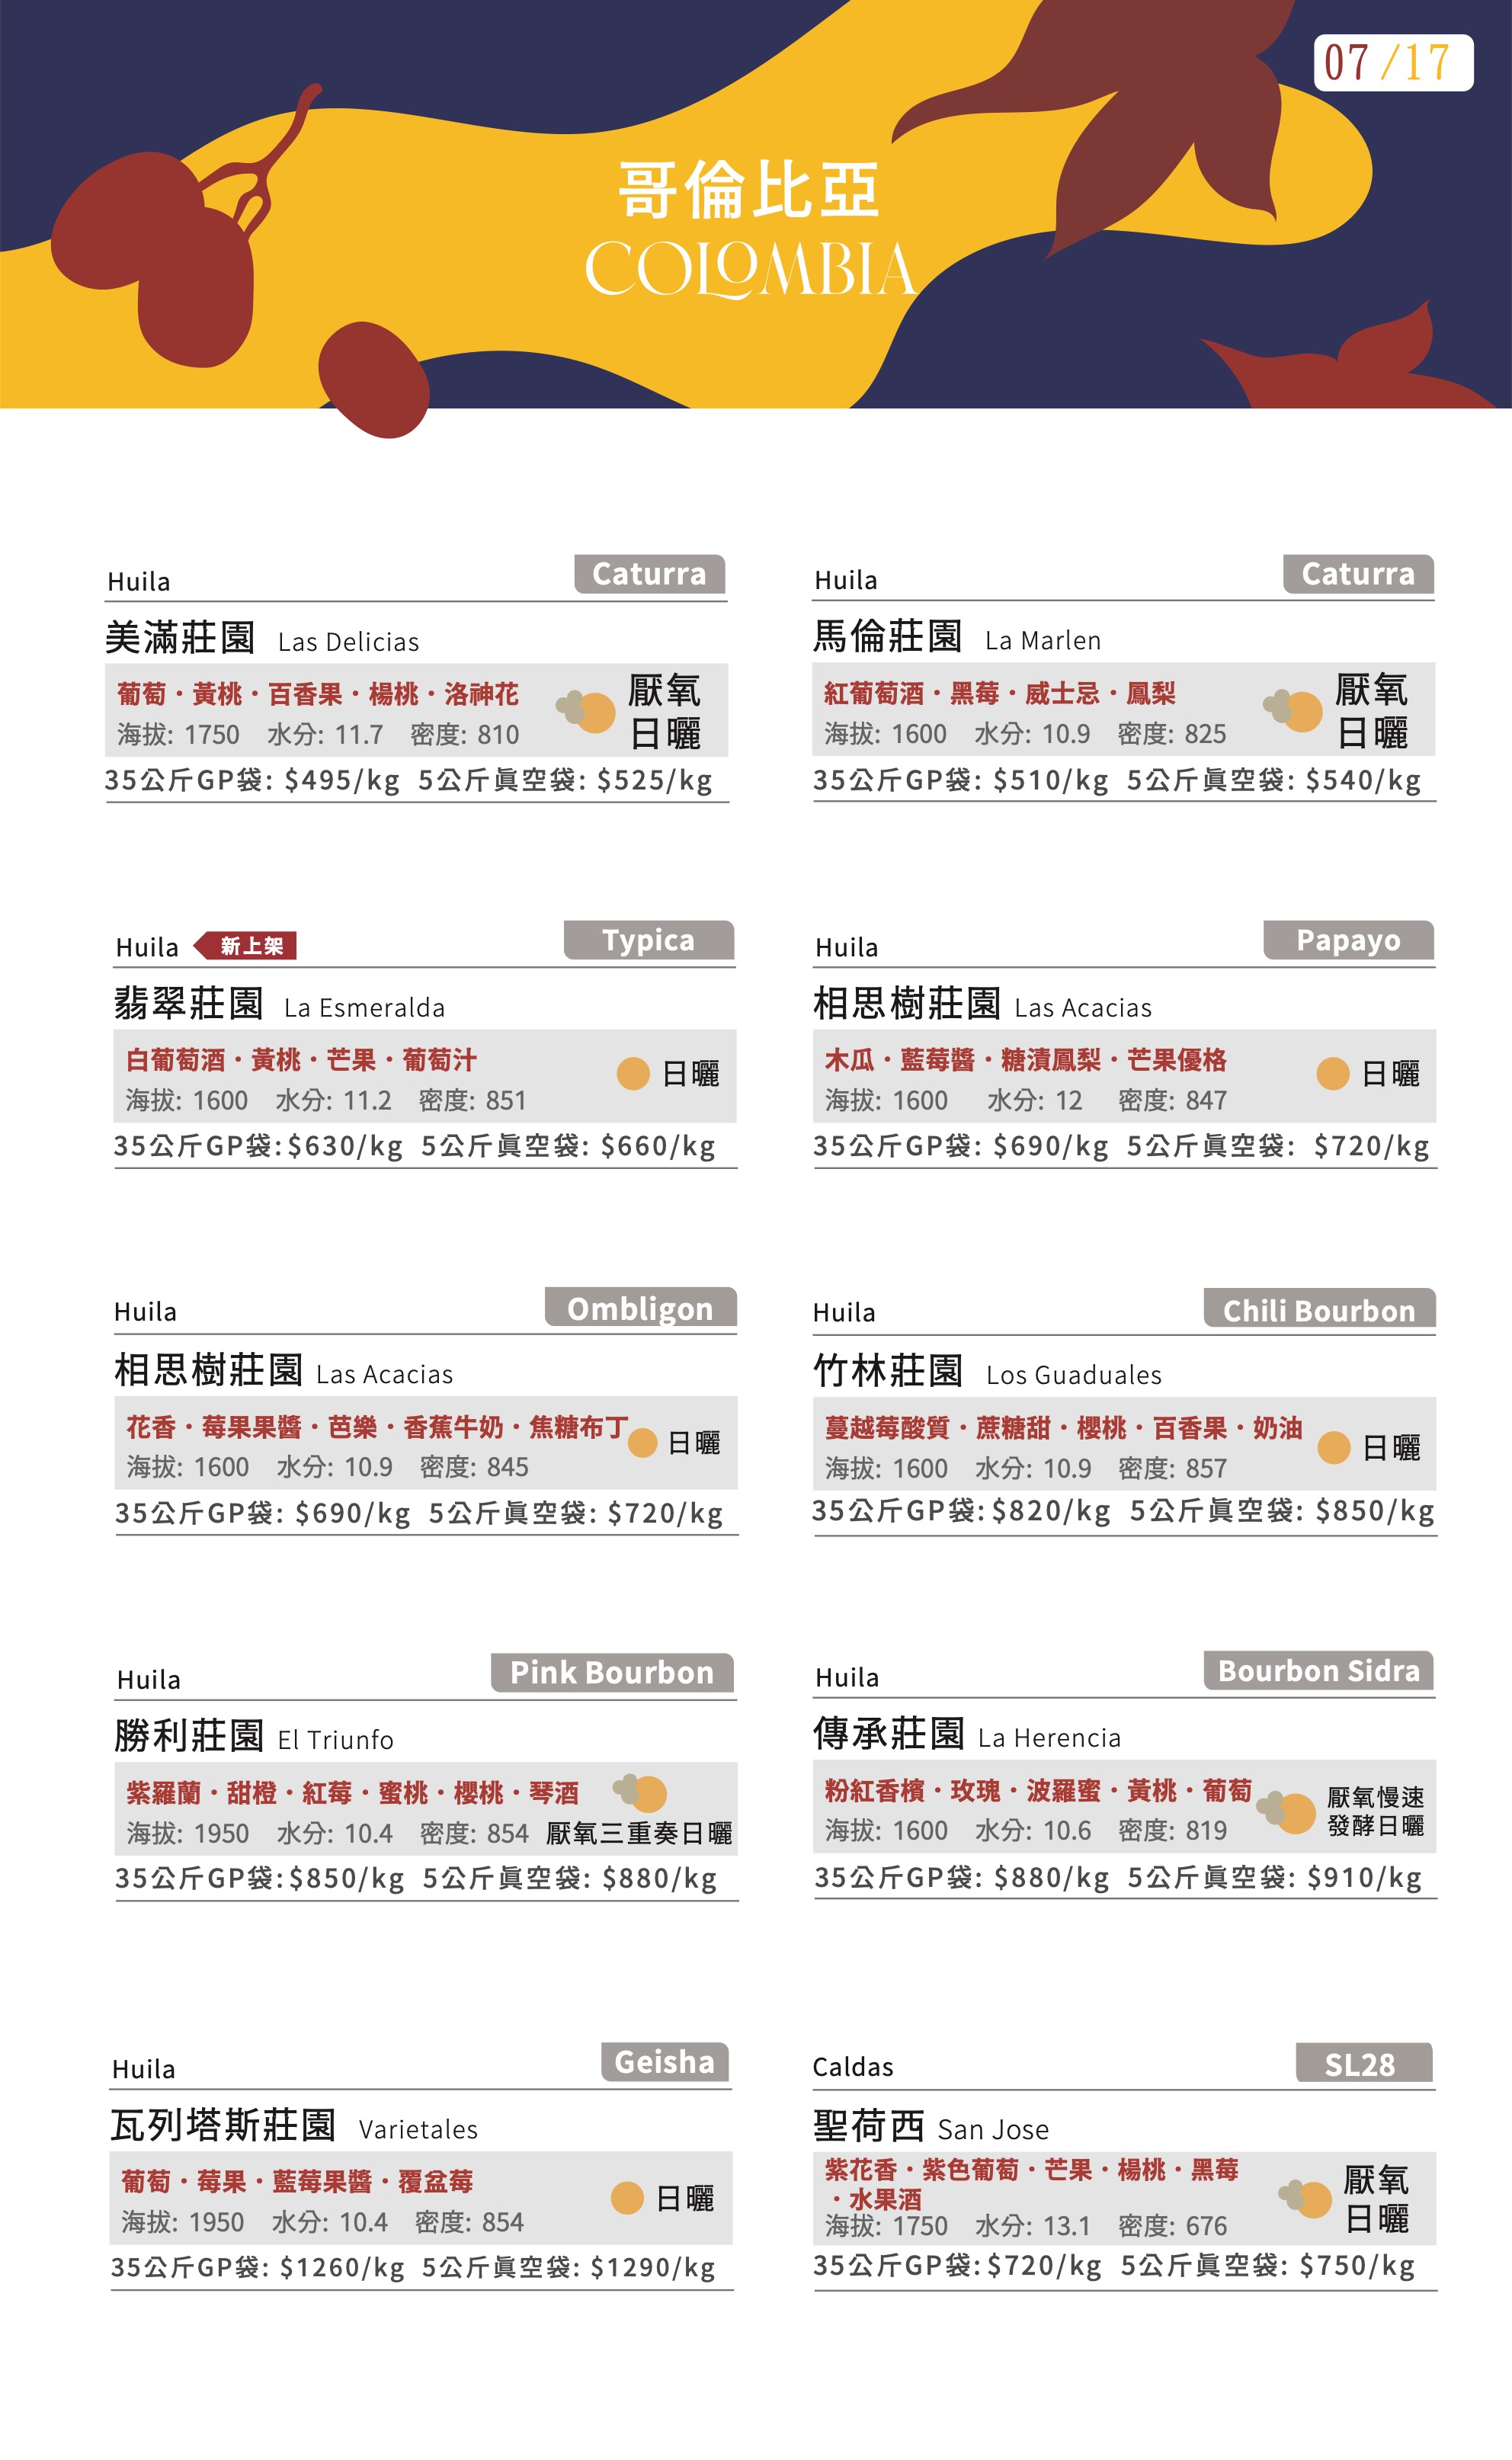 07/17
哥倫比亞
COLOMBIA
Huila
Caturra
美滿莊園 Las Delicias
葡萄・黃桃・百香果・楊桃・洛神花
海拔: 1750 水分: 11.7 密度: 810
厭氧
日曬
35公斤GP袋: $495/kg 5公斤眞空袋: $525/kg
Huila
Caturra
馬倫莊園 La Marlen
紅葡萄酒・黑莓・威士忌・鳳梨
海拔: 1600 水分: 10.9 密度: 825
厭氧
日曬
35公斤GP袋: $510/kg 5公斤眞空袋: $540/kg
Huila 新上架
Typica
翡翠莊園 La Esmeralda
白葡萄酒・黃桃・芒果・葡萄汁
海拔: 1600 水分: 11.2 密度: 851
日曬
35公斤GP袋: $630/kg 5公斤眞空袋: $660/kg
Huila
Papayo
相思樹莊園 Las Acacias
木瓜・藍莓醬・糖漬鳳梨・芒果優格
海拔: 1600 水分: 12 密度: 847
日曬
35公斤GP袋: $690/kg 5公斤眞空袋: $720/kg
Huila
Ombligon
相思樹莊園 Las Acacias
花香・莓果果醬・芭樂・香蕉牛奶・焦糖布丁
海拔: 1600 水分: 10.9 密度: 845
日曬
35公斤GP袋: $690/kg 5公斤眞空袋: $720/kg
Huila
Chili Bourbon
竹林莊園 Los Guaduales
蔓越莓酸質・蔗糖甜・櫻桃・百香果・奶油
海拔: 1600 水分: 10.9 密度: 857
日曬
35公斤GP袋: $820/kg 5公斤眞空袋: $850/kg
Huila
Pink Bourbon
勝利莊園 El Triunfo
紫羅蘭・甜橙・紅莓・蜜桃・櫻桃・琴酒
海拔: 1950 水分: 10.4 密度: 854 厭氧三重奏日曬
35公斤GP袋: $850/kg 5公斤眞空袋: $880/kg
Huila
Bourbon Sidra
傳承莊園 La Herencia
粉紅香檳・玫瑰・波羅蜜・黃桃・葡萄
海拔: 1600 水分: 10.6 密度: 819
厭氧慢速
發酵日曬
35公斤GP袋: $880/kg 5公斤眞空袋: $910/kg
Huila
Geisha
瓦列塔斯莊園 Varietales
葡萄・莓果・藍莓果醬・覆盆莓
海拔: 1950 水分: 10.4 密度: 854
日曬
35公斤GP袋: $1260/kg 5公斤眞空袋: $1290/kg
Caldas
SL28
聖荷西 San Jose
紫花香・紫色葡萄・芒果・楊桃・黑莓
・水果酒
海拔: 1750 水分: 13.1 密度: 676
厭氧
日曬
35公斤GP袋: $720/kg 5公斤眞空袋: $750/kg